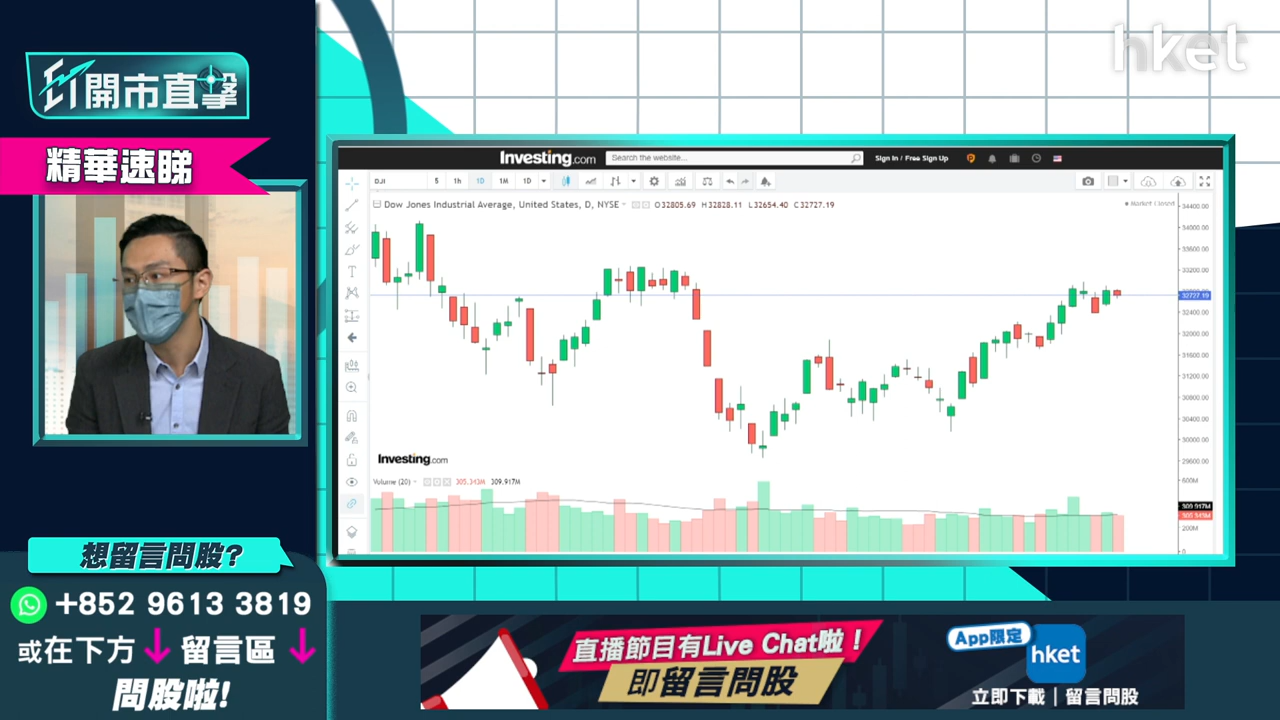 hket
ET開市直擊
精華速睇
Investing.com
Search the website...
Sign In / Free Sign Up
DJI
5
1h
1D
1M
1D
Dow Jones Industrial Average, United States, D, NYSE
O32805.69 H32828.11 L32654.40 C32727.19
Market Closed
34400.00
34000.00
33600.00
33200.00
32727.19
32400.00
32000.00
31600.00
31200.00
30800.00
30400.00
30000.00
29600.00
Investing.com
Volume (20)
305.343M
309.917M
600M
309.917M
305.343M
200M
0
想留言問股?
+852 9613 3819
或在下方
留言區
問股啦!
直播節目有Live Chat啦！
即留言問股
App限定
hket
立即下載｜留言問股